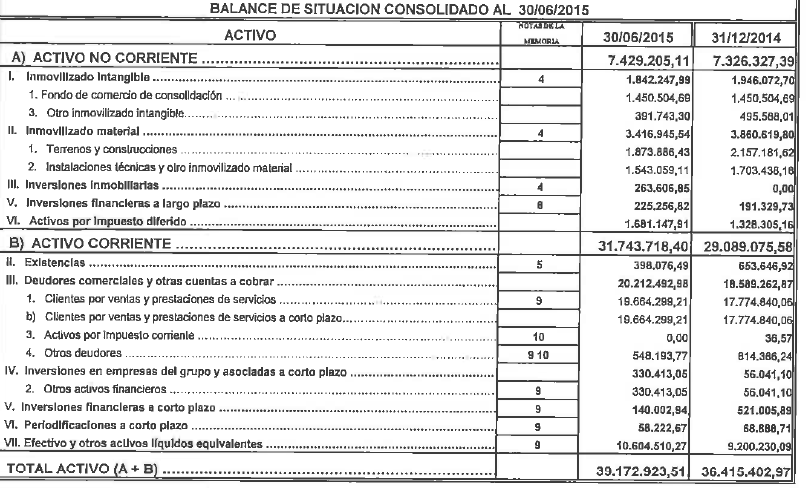 BALANCE DE SITUACION CONSOLIDADO AL 30/06/2015
ACTIVO NOTAS DE LA MEMORIA 30/06/2015 31/12/2014
A) ACTIVO NO CORRIENTE 7.429.205,11 7.326.327,39
I. Inmovilizado Intangible 4 1.842.247,99 1.946.072,70
1. Fondo de comercio de consolidación 1.450.504,69 1.450.504,69
3. Otro inmovilizado intangible 391.743,30 495.568,01
II. Inmovilizado material 4 3.416.945,54 3.860.619,80
1. Terrenos y construcciones 1.873.886,43 2.157.181,62
2. Instalaciones técnicas y otro inmovilizado material 1.543.059,11 1.703.438,18
III. Inversiones Inmobiliarias 4 263.606,85 0,00
V. Inversiones financieras a largo plazo 8 225.256,82 191.329,73
VI. Activos por Impuesto diferido 1.681.147,91 1.328.305,16
B) ACTIVO CORRIENTE 31.743.718,40 29.089.075,58
II. Existencias 5 398.076,49 653.646,92
III. Deudores comerciales y otras cuentas a cobrar 20.212.492,98 18.589.262,87
1. Clientes por ventas y prestaciones de servicios 9 19.664.299,21 17.774.840,06
b) Clientes por ventas y prestaciones de servicios a corto plazo 19.664.299,21 17.774.840,06
3. Activos por impuesto corriente 10 0,00 36,57
4. Otros deudores 9 10 548.193,77 814.386,24
IV. Inversiones en empresas del grupo y asociadas a corto plazo 330.413,05 56.041,10
2. Otros activos financieros 9 330.413,05 56.041,10
V. Inversiones financieras a corto plazo 9 140.002,94 521.005,89
VI. Periodificaciones a corto plazo 9 58.222,67 68.888,71
VII. Efectivo y otros activos líquidos equivalentes 9 10.604.510,27 9.200.230,09
TOTAL ACTIVO (A + B) 39.172.923,51 36.415.402,97